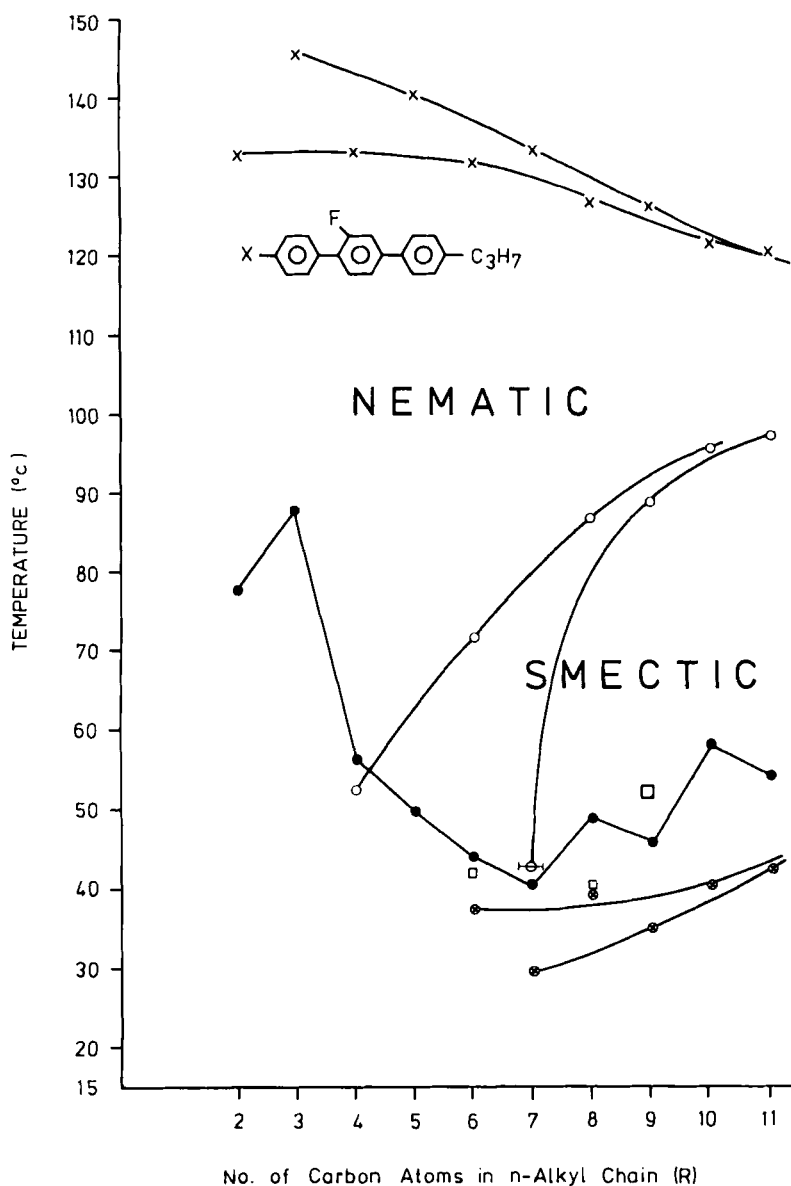 150
140
130
120
110
100
90
80
70
60
50
40
30
20
15
TEMPERATURE (°c)
F
X
C3H7
NEMATIC
SMECTIC
2 3 4 5 6 7 8 9 10 11
No. of Carbon Atoms in n-Alkyl Chain (R)